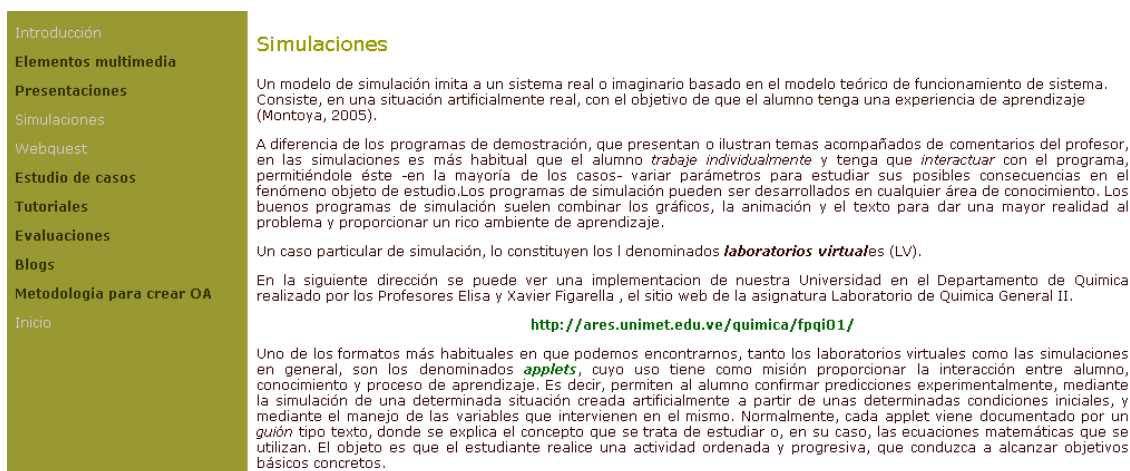 Introducción
Elementos multimedia
Presentaciones
Simulaciones
Webquest
Estudio de casos
Tutoriales
Evaluaciones
Blogs
Metodologia para crear OA
Inicio
Simulaciones
Un modelo de simulación imita a un sistema real o imaginario basado en el modelo teórico de funcionamiento de sistema.
Consiste, en una situación artificialmente real, con el objetivo de que el alumno tenga una experiencia de aprendizaje
(Montoya, 2005).
A diferencia de los programas de demostración, que presentan o ilustran temas acompañados de comentarios del profesor,
en las simulaciones es más habitual que el alumno trabaje individualmente y tenga que interactuar con el programa,
permitiéndole éste -en la mayoría de los casos- variar parámetros para estudiar sus posibles consecuencias en el
fenómeno objeto de estudio.Los programas de simulación pueden ser desarrollados en cualquier área de conocimiento. Los
buenos programas de simulación suelen combinar los gráficos, la animación y el texto para dar una mayor realidad al
problema y proporcionar un rico ambiente de aprendizaje.
Un caso particular de simulación, lo constituyen los l denominados laboratorios virtuales (LV).
En la siguiente dirección se puede ver una implementacion de nuestra Universidad en el Departamento de Quimica
realizado por los Profesores Elisa y Xavier Figarella , el sitio web de la asignatura Laboratorio de Quimica General II.
http://ares.unimet.edu.ve/quimica/fpqi01/
Uno de los formatos más habituales en que podemos encontrarnos, tanto los laboratorios virtuales como las simulaciones
en general, son los denominados applets, cuyo uso tiene como misión proporcionar la interacción entre alumno,
conocimiento y proceso de aprendizaje. Es decir, permiten al alumno confirmar predicciones experimentalmente, mediante
la simulación de una determinada situación creada artificialmente a partir de unas determinadas condiciones iniciales, y
mediante el manejo de las variables que intervienen en el mismo. Normalmente, cada applet viene documentado por un
guión tipo texto, donde se explica el concepto que se trata de estudiar o, en su caso, las ecuaciones matemáticas que se
utilizan. El objeto es que el estudiante realice una actividad ordenada y progresiva, que conduzca a alcanzar objetivos
básicos concretos.